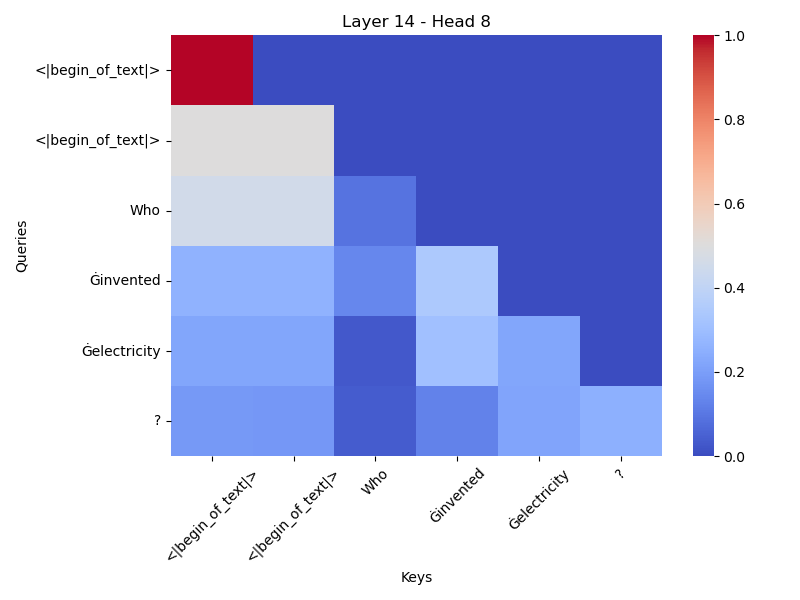 Layer 14 - Head 8
<|begin_of_text|>
<|begin_of_text|>
Who
Ġinvented
Ġelectricity
?
Queries
<|begin_of_text|>
<|begin_of_text|>
Who
Ġinvented
Ġelectricity
?
Keys
1.0
0.8
0.6
0.4
0.2
0.0